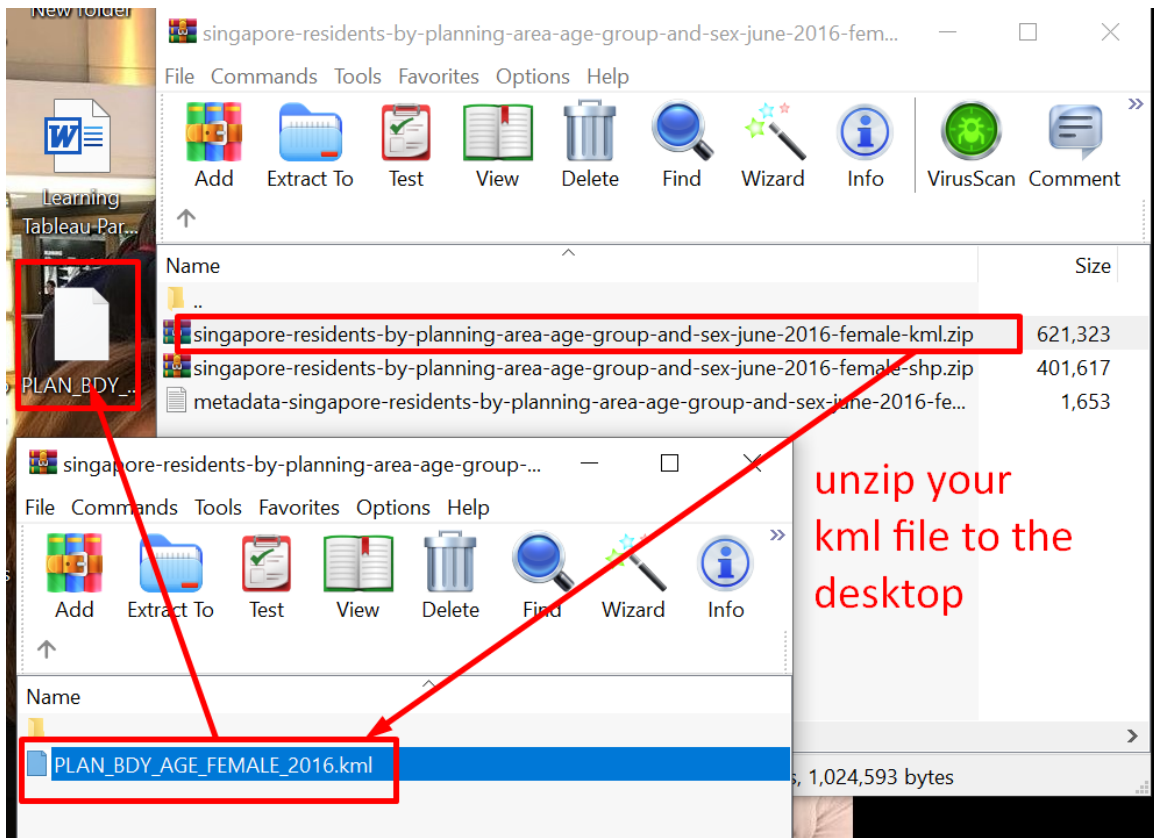 New folder
singapore-residents-by-planning-area-age-group-and-sex-june-2016-fem...
File Commands Tools Favorites Options Help
Add Extract To Test View Delete Find Wizard Info VirusScan Comment
Learning
Tableau Par...
Name Size
..
singapore-residents-by-planning-area-age-group-and-sex-june-2016-female-kml.zip 621,323
singapore-residents-by-planning-area-age-group-and-sex-june-2016-female-shp.zip 401,617
metadata-singapore-residents-by-planning-area-age-group-and-sex-june-2016-fe... 1,653
PLAN_BDY_...
singapore-residents-by-planning-area-age-group-...
File Commands Tools Favorites Options Help
Add Extract To Test View Delete Find Wizard Info
unzip your
kml file to the
desktop
Name
PLAN_BDY_AGE_FEMALE_2016.kml
, 1,024,593 bytes